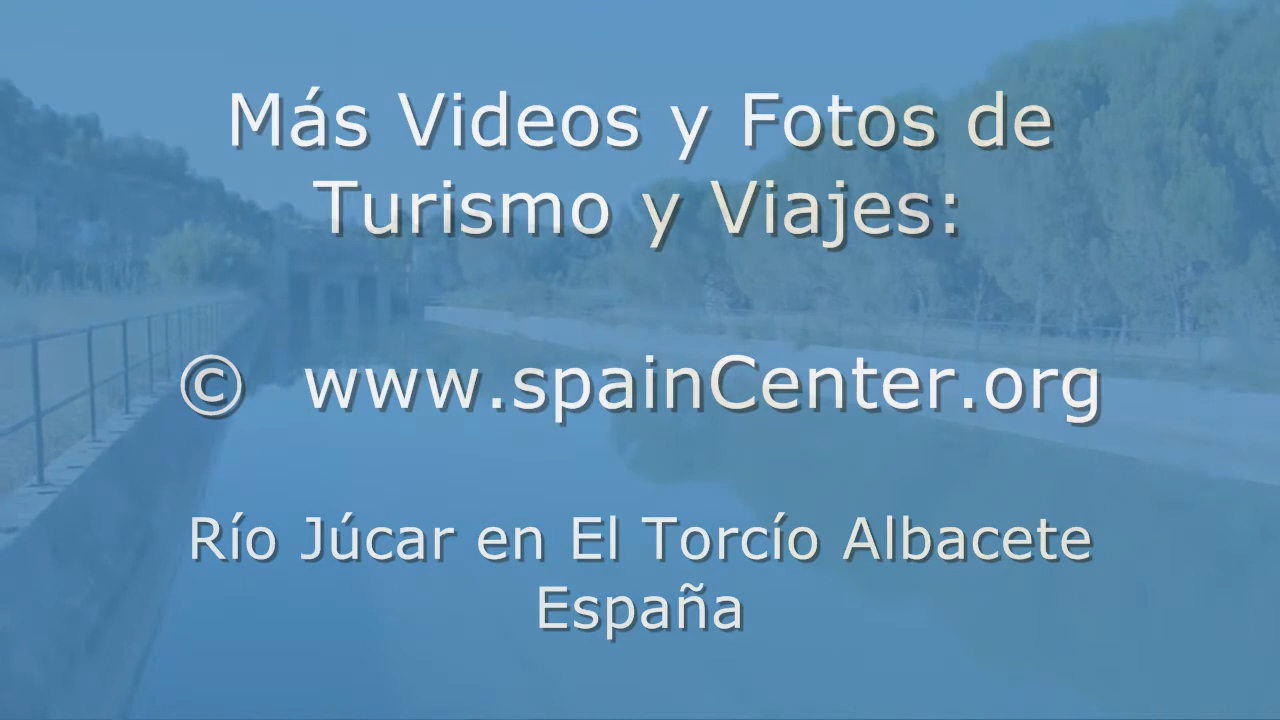 Más Videos y Fotos de
Turismo y Viajes:
© www.spainCenter.org
Río Júcar en El Torcío Albacete
España